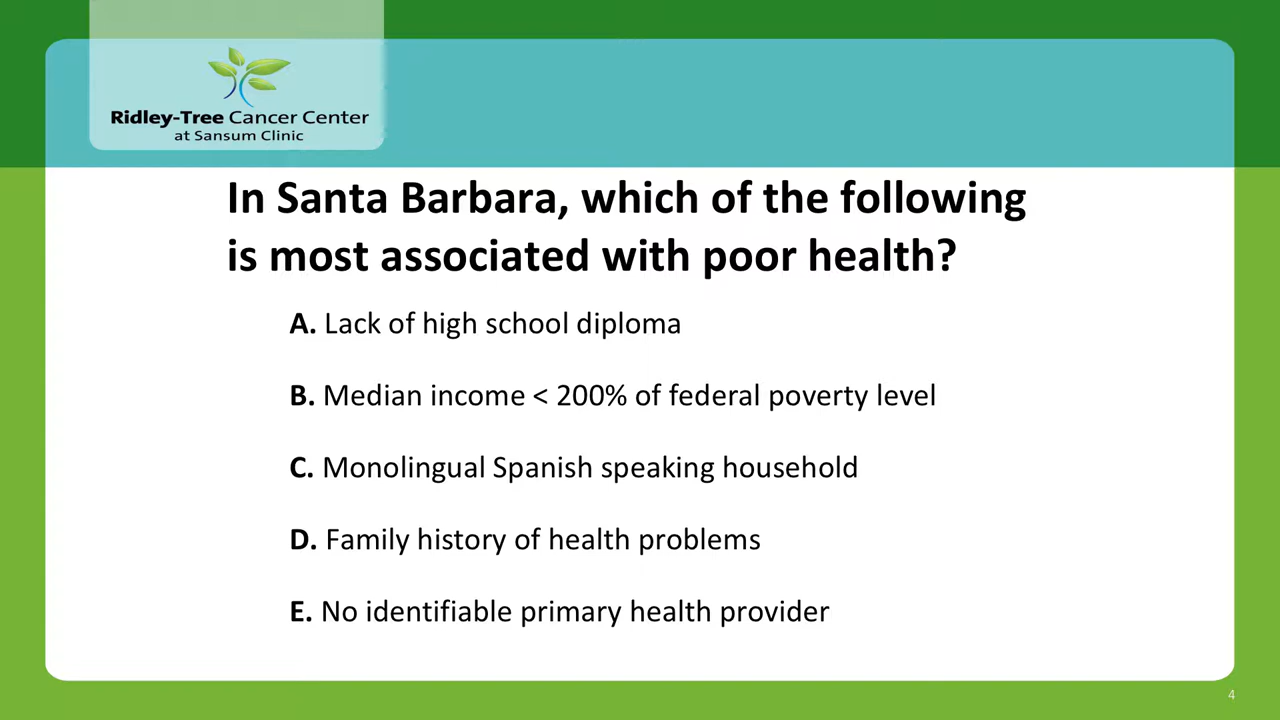 Ridley-Tree Cancer Center
at Sansum Clinic
In Santa Barbara, which of the following
is most associated with poor health?
A. Lack of high school diploma
B. Median income < 200% of federal poverty level
C. Monolingual Spanish speaking household
D. Family history of health problems
E. No identifiable primary health provider
4